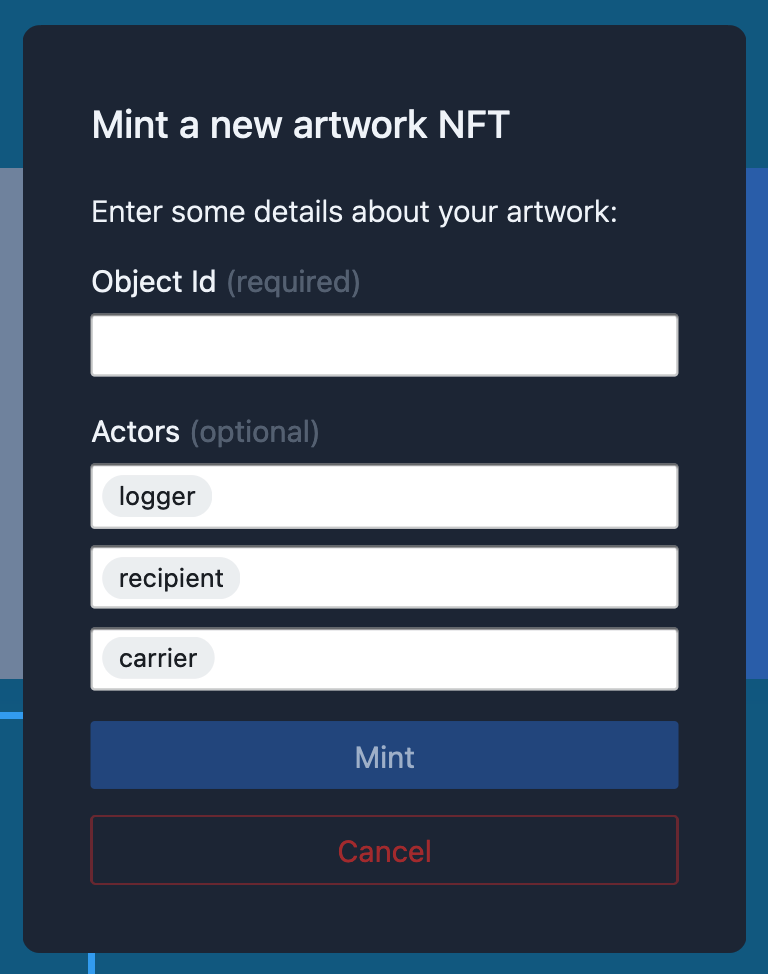 Mint a new artwork NFT
Enter some details about your artwork:
Object Id (required)
Actors (optional)
logger
recipient
carrier
Mint
Cancel